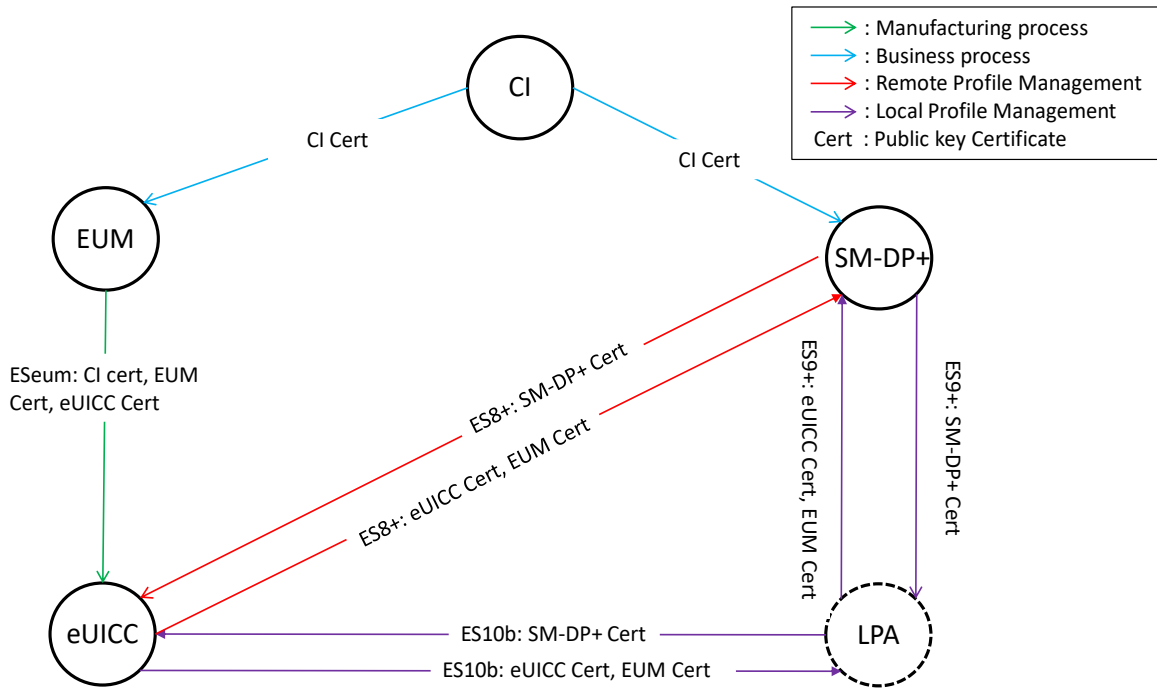 CI
: Manufacturing process
: Business process
: Remote Profile Management
: Local Profile Management
Cert : Public key Certificate
CI Cert
CI Cert
EUM
SM-DP+
ESeum: CI cert, EUM
Cert, eUICC Cert
ES8+: SM-DP+ Cert
ES8+: eUICC Cert, EUM Cert
ES9+: eUICC Cert, EUM Cert
ES9+: SM-DP+ Cert
eUICC
ES10b: SM-DP+ Cert
ES10b: eUICC Cert, EUM Cert
LPA